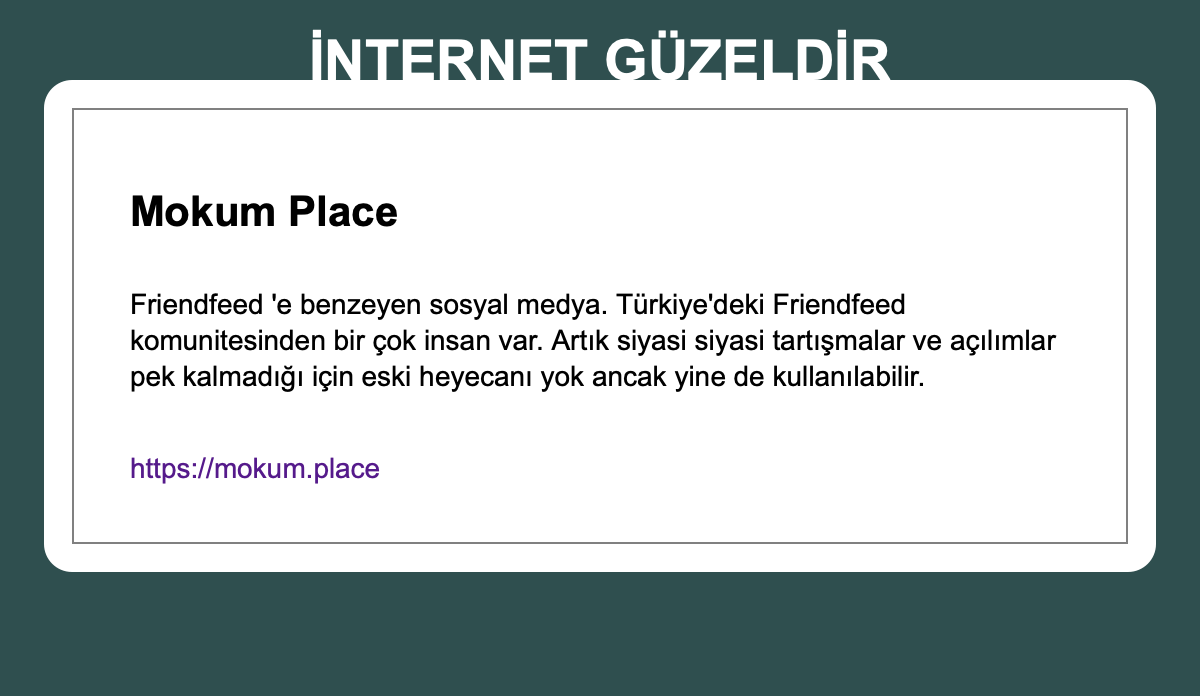 İNTERNET GÜZELDİR
Mokum Place
Friendfeed 'e benzeyen sosyal medya. Türkiye'deki Friendfeed
komunitesinden bir çok insan var. Artık siyasi siyasi tartışmalar ve açılımlar
pek kalmadığı için eski heyecanı yok ancak yine de kullanılabilir.
https://mokum.place